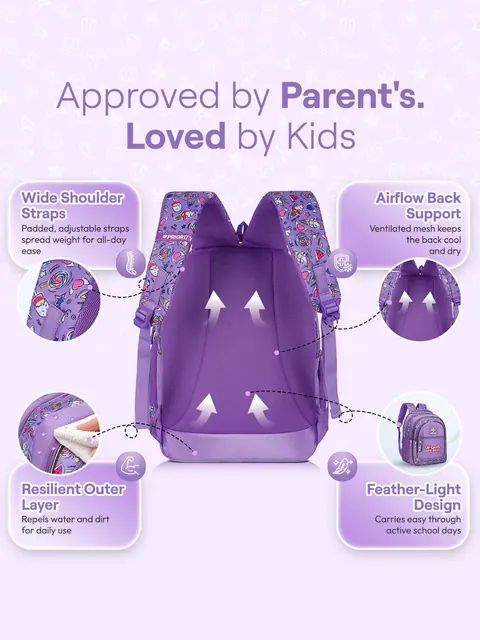 Approved by Parent's.
Loved by Kids
Wide Shoulder
Straps
Padded, adjustable straps
spread weight for all-day
ease
Airflow Back
Support
Ventilated mesh keeps
the back cool
and dry
PRIORITY
Resilient Outer
Layer
Repels water and dirt
for daily use
Feather-Light
Design
Carries easy through
active school days